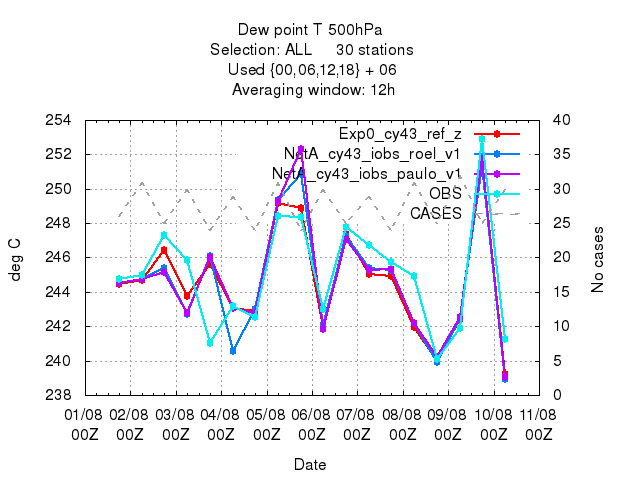 Dew point T 500hPa
Selection: ALL 30 stations
Used {00,06,12,18} + 06
Averaging window: 12h
254 40
252 35
250 30
248 25
246 20
244 15
242 10
240 5
238 0
Exp0_cy43_ref_z
NetA_cy43_iobs_roel_v1
NetA_cy43_iobs_paulo_v1
OBS
CASES
deg C
No cases
01/08 02/08 03/08 04/08 05/08 06/08 07/08 08/08 09/08 10/08 11/08
00Z 00Z 00Z 00Z 00Z 00Z 00Z 00Z 00Z 00Z 00Z
Date